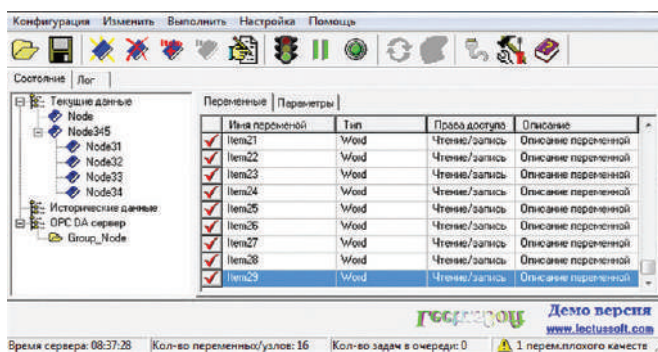 Конфигурация Изменить Выполнить Настройка Помощь
Состояние Лог
Текущие данные
Node
Node345
Node31
Node32
Node33
Node34
Исторические данные
OPC DA сервер
Group_Node
Переменные Параметры
Имя переменой Тип Права доступа Описание
Item21 Word Чтение/запись Описание переменной
Item22 Word Чтение/запись Описание переменной
Item23 Word Чтение/запись Описание переменной
Item24 Word Чтение/запись Описание переменной
Item25 Word Чтение/запись Описание переменной
Item26 Word Чтение/запись Описание переменной
Item27 Word Чтение/запись Описание переменной
Item28 Word Чтение/запись Описание переменной
Item29 Word Чтение/запись Описание переменной
Демо версия
www.lectussoft.com
Время сервера: 08:37:28 Кол-во переменных/узлов: 16 Кол-во задач в очереди: 0 1 перем.плохого качеств